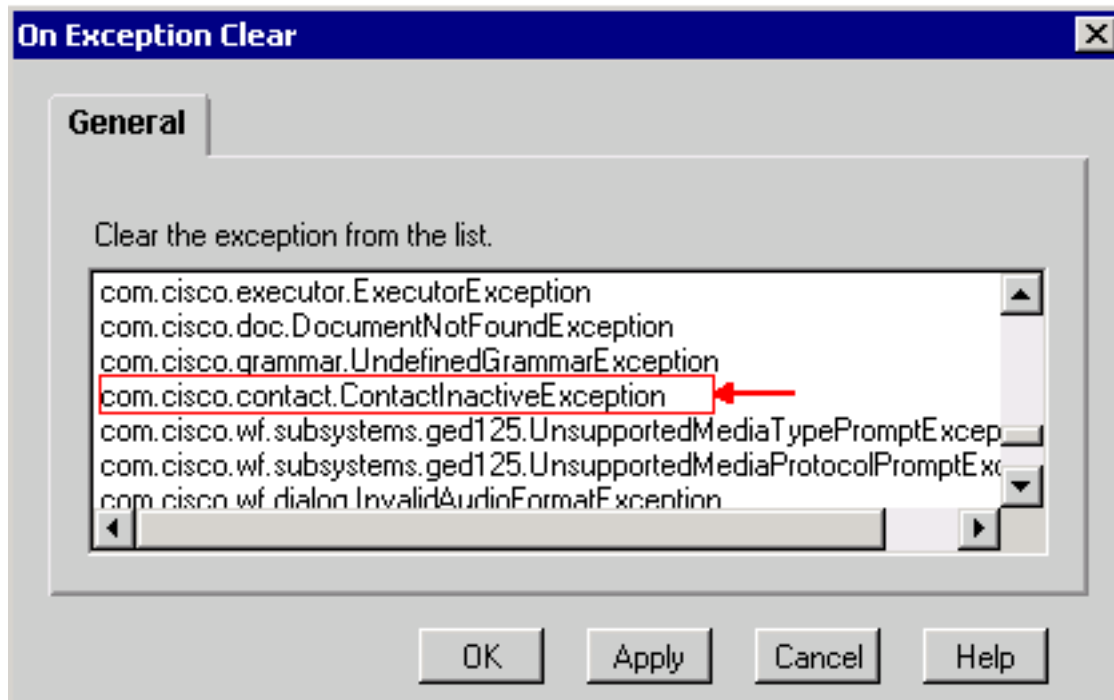 On Exception Clear
General
Clear the exception from the list.
com.cisco.executor.ExecutorException
com.cisco.doc.DocumentNotFoundException
com.cisco.grammar.UndefinedGrammarException
com.cisco.contact.ContactInactiveException
com.cisco.wf.subsystems.ged125.UnsupportedMediaTypePromptExcep
com.cisco.wf.subsystems.ged125.UnsupportedMediaProtocolPromptExc
com.cisco.wf.dialog.InvalidAudioFormatException
OK
Apply
Cancel
Help